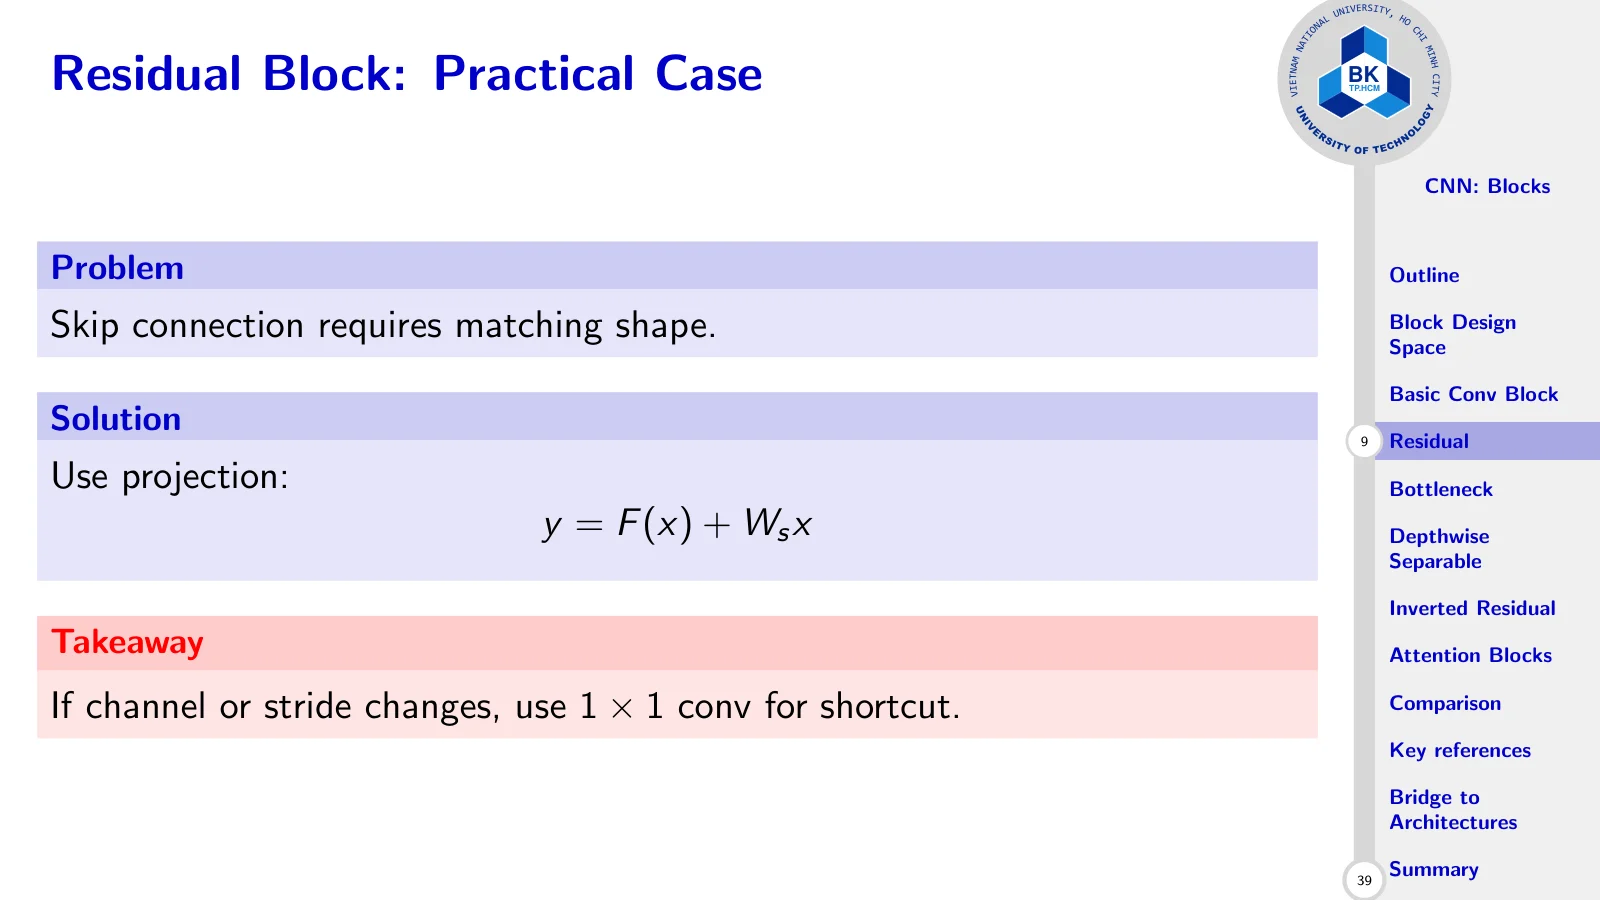 Residual Block: Practical Case
Problem
Skip connection requires matching shape.
Solution
Use projection:
y = F(x) + Wₛx
Takeaway
If channel or stride changes, use 1 × 1 conv for shortcut.
VIETNAM NATIONAL UNIVERSITY, HO CHI MINH CITY
BK
TP.HCM
UNIVERSITY OF TECHNOLOGY
CNN: Blocks
Outline
Block Design
Space
Basic Conv Block
9
Residual
Bottleneck
Depthwise
Separable
Inverted Residual
Attention Blocks
Comparison
Key references
Bridge to
Architectures
Summary
39